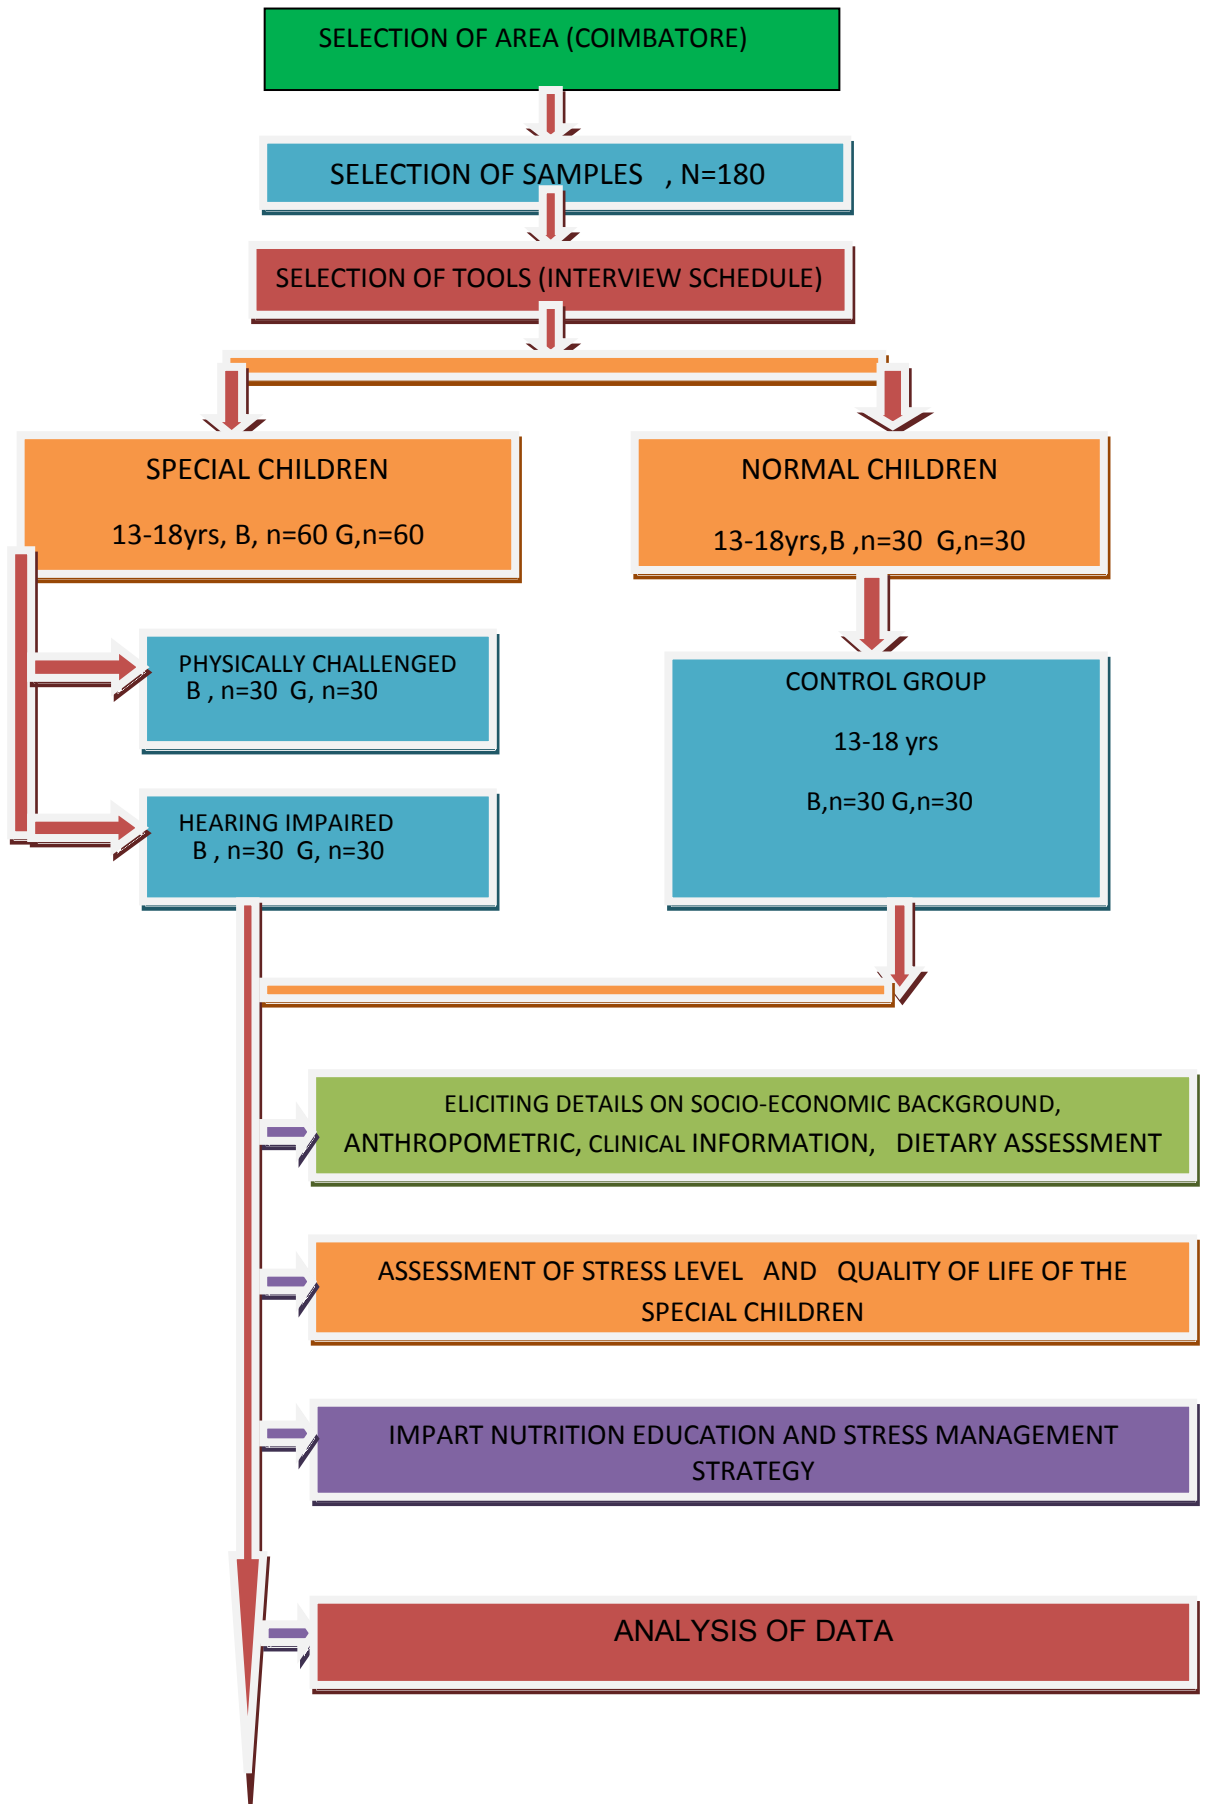 SELECTION OF AREA (COIMBATORE)
SELECTION OF SAMPLES , N=180
SELECTION OF TOOLS (INTERVIEW SCHEDULE)
SPECIAL CHILDREN
13-18yrs, B, n=60 G,n=60
NORMAL CHILDREN
13-18yrs,B ,n=30 G,n=30
PHYSICALLY CHALLENGED
B , n=30 G, n=30
HEARING IMPAIRED
B , n=30 G, n=30
CONTROL GROUP
13-18 yrs
B,n=30 G,n=30
ELICITING DETAILS ON SOCIO-ECONOMIC BACKGROUND,
ANTHROPOMETRIC, CLINICAL INFORMATION, DIETARY ASSESSMENT
ASSESSMENT OF STRESS LEVEL AND QUALITY OF LIFE OF THE
SPECIAL CHILDREN
IMPART NUTRITION EDUCATION AND STRESS MANAGEMENT
STRATEGY
ANALYSIS OF DATA